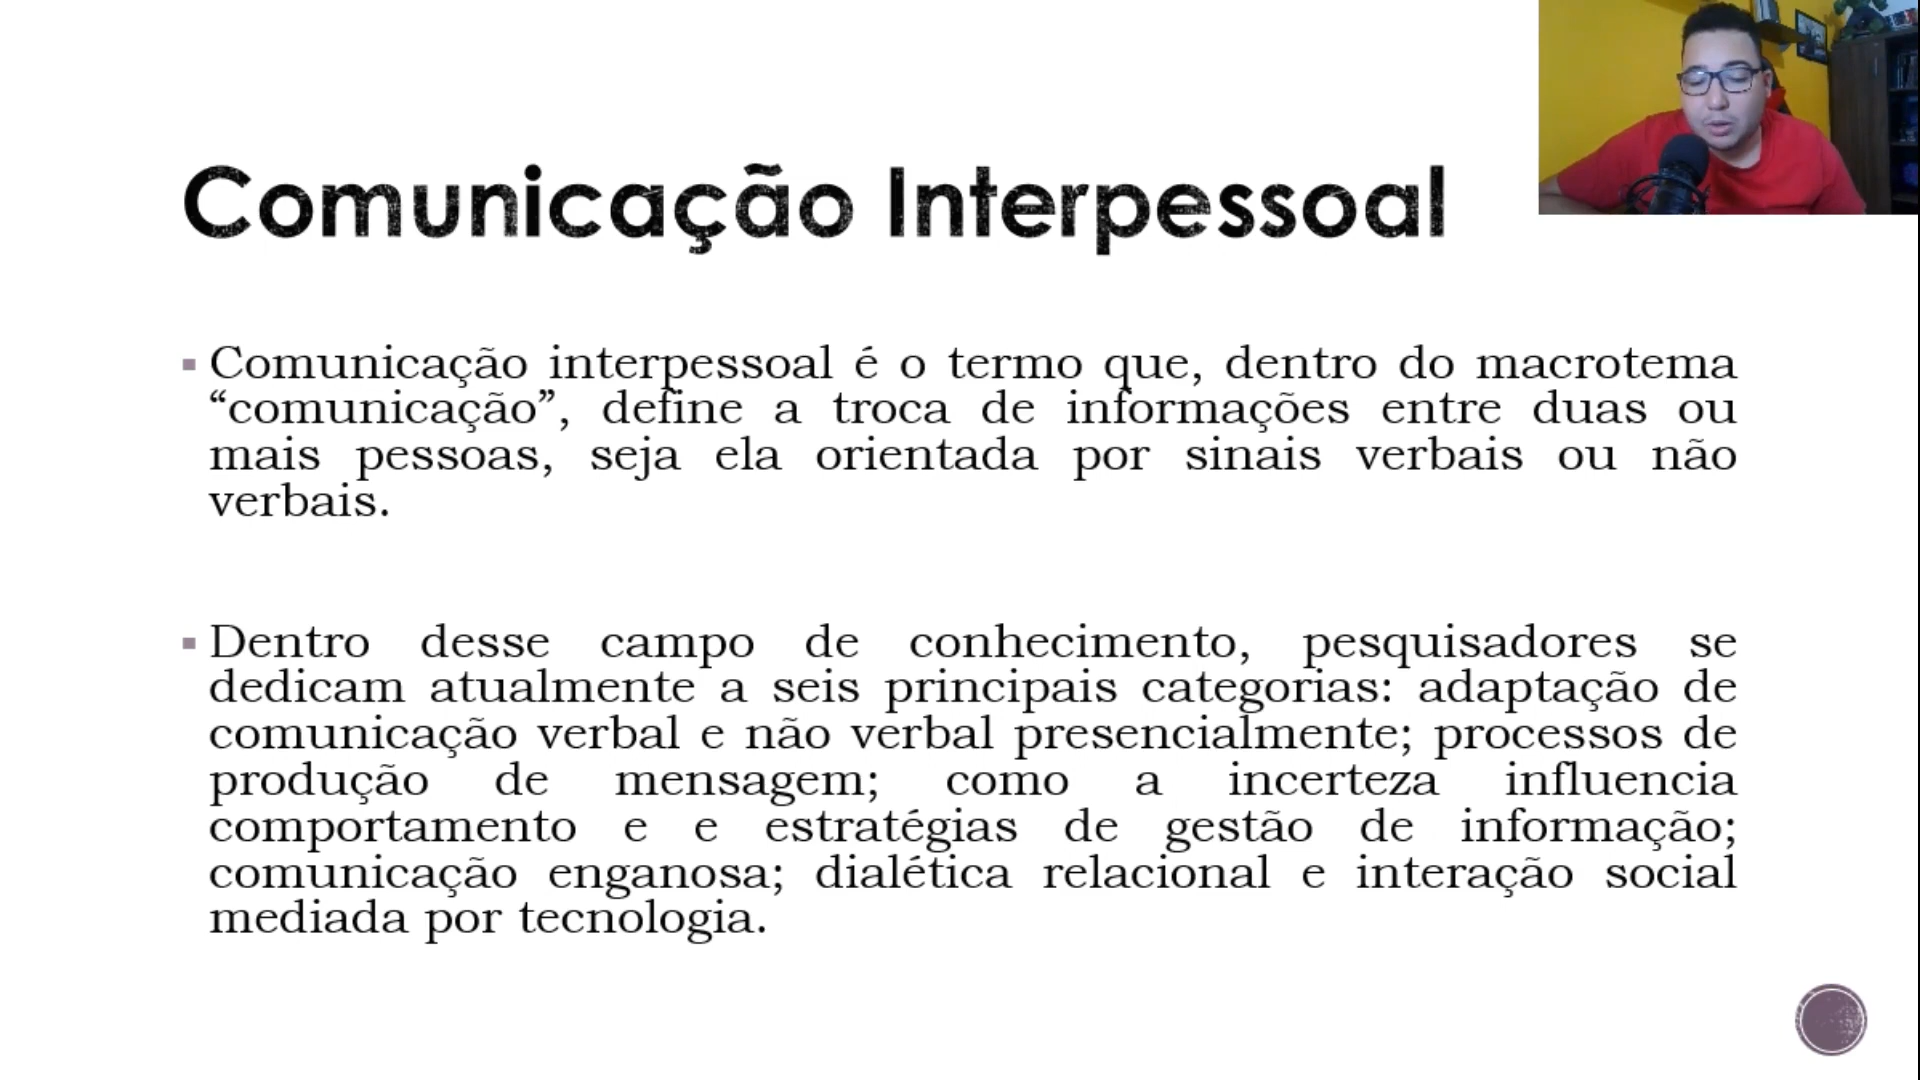 Comunicação Interpessoal
Comunicação interpessoal é o termo que, dentro do macrotema
“comunicação”, define a troca de informações entre duas ou
mais pessoas, seja ela orientada por sinais verbais ou não
verbais.
Dentro desse campo de conhecimento, pesquisadores se
dedicam atualmente a seis principais categorias: adaptação de
comunicação verbal e não verbal presencialmente; processos de
produção de mensagem; como a incerteza influencia
comportamento e e estratégias de gestão de informação;
comunicação enganosa; dialética relacional e interação social
mediada por tecnologia.